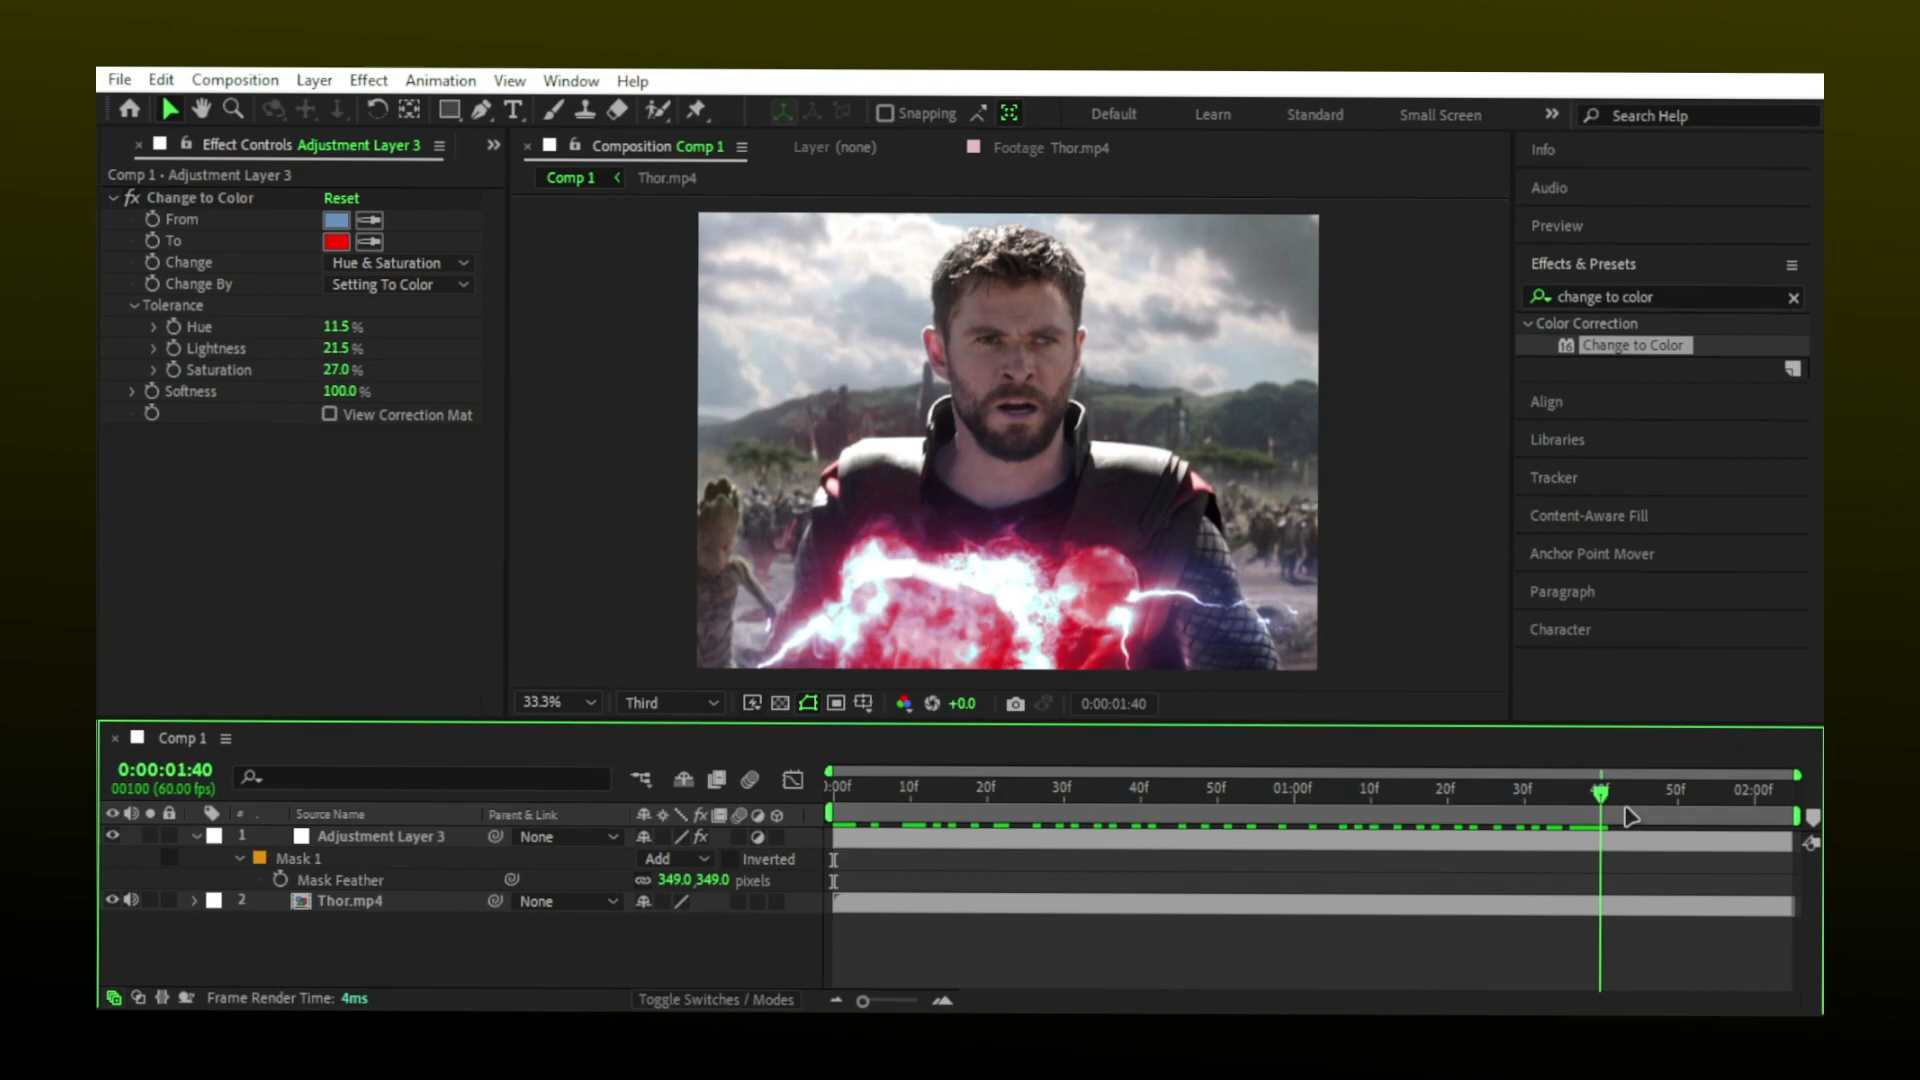 File Edit Composition Layer Effect Animation View Window Help
Snapping Default Learn Standard Small Screen Search Help
Effect Controls Adjustment Layer 3
Comp 1 • Adjustment Layer 3
fx Change to Color Reset
From
To
Change Hue & Saturation
Change By Setting To Color
Tolerance
Hue 11.5 %
Lightness 21.5 %
Saturation 27.0 %
Softness 100.0 %
View Correction Mat
Composition Comp 1 Layer (none) Footage Thor.mp4
Comp 1 Thor.mp4
33.3% Third +0.0 0:00:01:40
Info
Audio
Preview
Effects & Presets
change to color
Color Correction
16 Change to Color
Align
Libraries
Tracker
Content-Aware Fill
Anchor Point Mover
Paragraph
Character
Comp 1
0:00:01:40
00100 (60.00 fps)
:00f 10f 20f 30f 40f 50f 01:00f 10f 20f 30f 50f 02:00f
# Source Name Parent & Link fx
1 Adjustment Layer 3 None fx
Mask 1 Add Inverted
Mask Feather 349.0,349.0 pixels
2 Thor.mp4 None
Frame Render Time: 4ms Toggle Switches / Modes